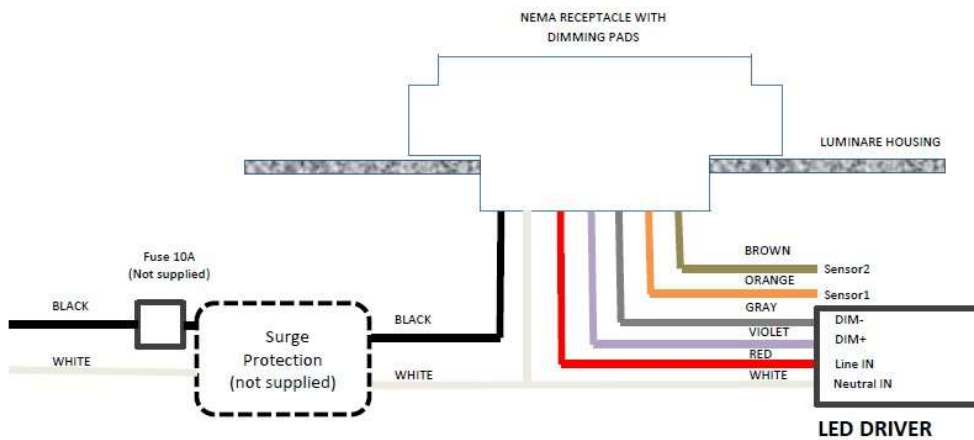 NEMA RECEPTACLE WITH
DIMMING PADS
LUMINARE HOUSING
Fuse 10A
(Not supplied)
BLACK
WHITE
Surge
Protection
(not supplied)
BLACK
WHITE
BROWN
Sensor2
ORANGE
Sensor1
GRAY
DIM-
VIOLET
DIM+
RED
Line IN
WHITE
Neutral IN
LED DRIVER